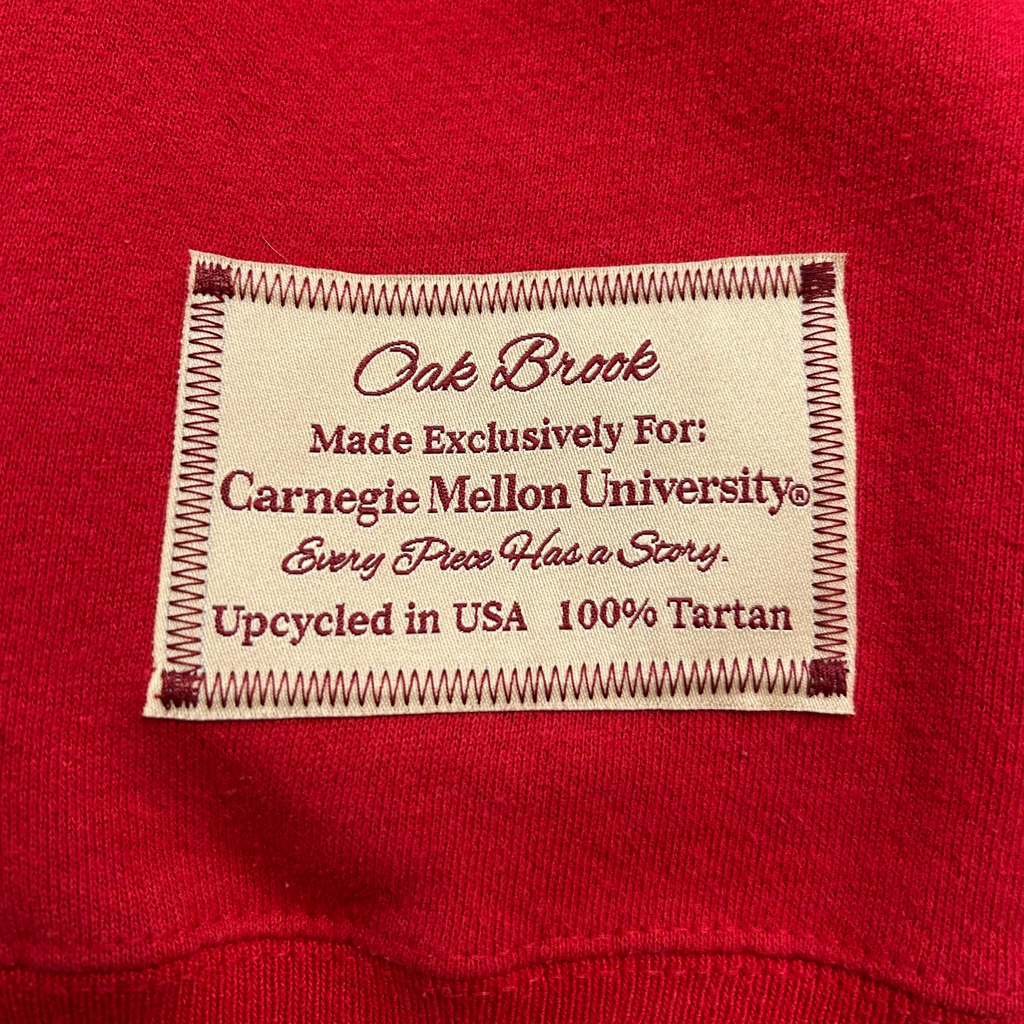 Oak Brook
Made Exclusively For:
Carnegie Mellon University®
Every Piece Has a Story.
Upcycled in USA 100% Tartan